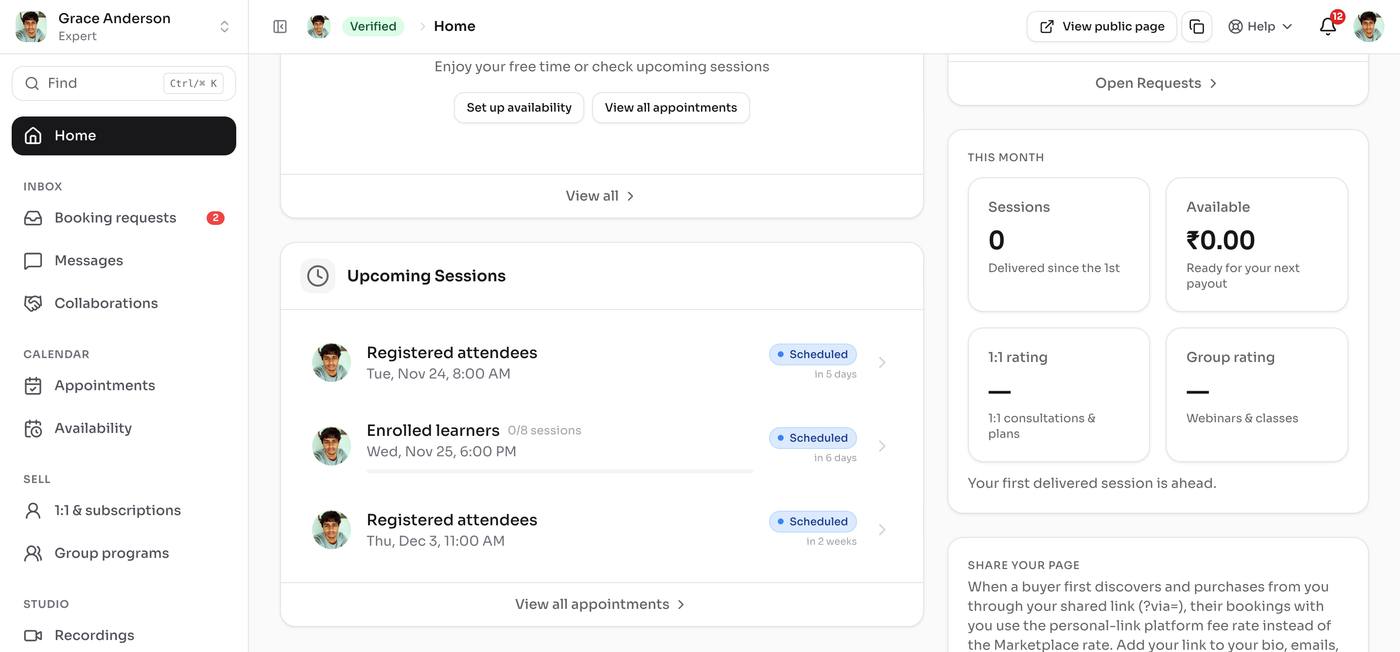 Grace Anderson
Expert
Find
Ctrl/⌘ K
Home
INBOX
Booking requests
2
Messages
Collaborations
CALENDAR
Appointments
Availability
SELL
1:1 & subscriptions
Group programs
STUDIO
Recordings
Verified
Home
View public page
Help
12
Enjoy your free time or check upcoming sessions
Set up availability
View all appointments
View all
Upcoming Sessions
Registered attendees
Tue, Nov 24, 8:00 AM
Scheduled
in 5 days
Enrolled learners 0/8 sessions
Wed, Nov 25, 6:00 PM
Scheduled
in 6 days
Registered attendees
Thu, Dec 3, 11:00 AM
Scheduled
in 2 weeks
View all appointments
Open Requests
THIS MONTH
Sessions
0
Delivered since the 1st
Available
₹0.00
Ready for your next
payout
1:1 rating
—
1:1 consultations &
plans
Group rating
—
Webinars & classes
Your first delivered session is ahead.
SHARE YOUR PAGE
When a buyer first discovers and purchases from you
through your shared link (?via=), their bookings with
you use the personal-link platform fee rate instead of
the Marketplace rate. Add your link to your bio, emails,